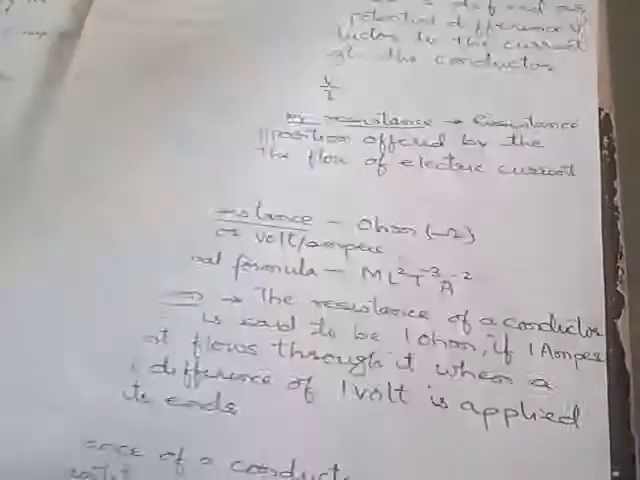 potential difference
to the current
the conductor
V/I
resistance → Resistance
offered by the
the flow of electric current
- ohm (Ω)
or volt/ampere
formula - ML²T⁻³A⁻²
→ The resistance of a conductor
is said to be 1 ohm, if 1 Amper
flows through it when a
difference of 1 volt is applied
its ends
of a conduct